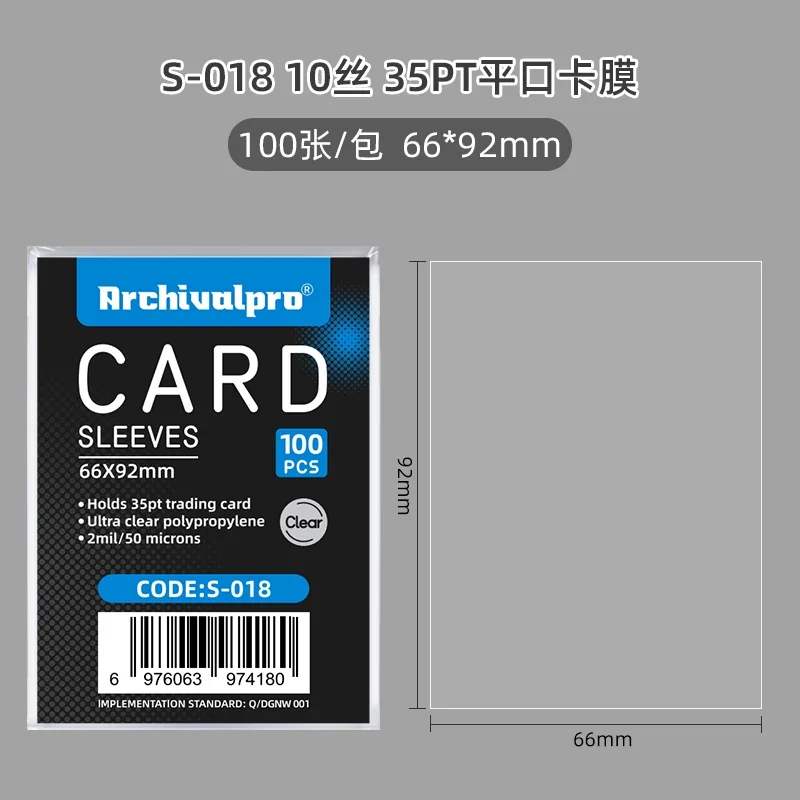 S-018 10丝 35PT平口卡膜
100张/包 66*92mm
Archivalpro®
CARD
SLEEVES
100
PCS
66X92mm
• Holds 35pt trading card
• Ultra clear polypropylene
• 2mil/50 microns
Clear
CODE:S-018
6 976063 974180
IMPLEMENTATION STANDARD: Q/DGNW 001
92mm
66mm